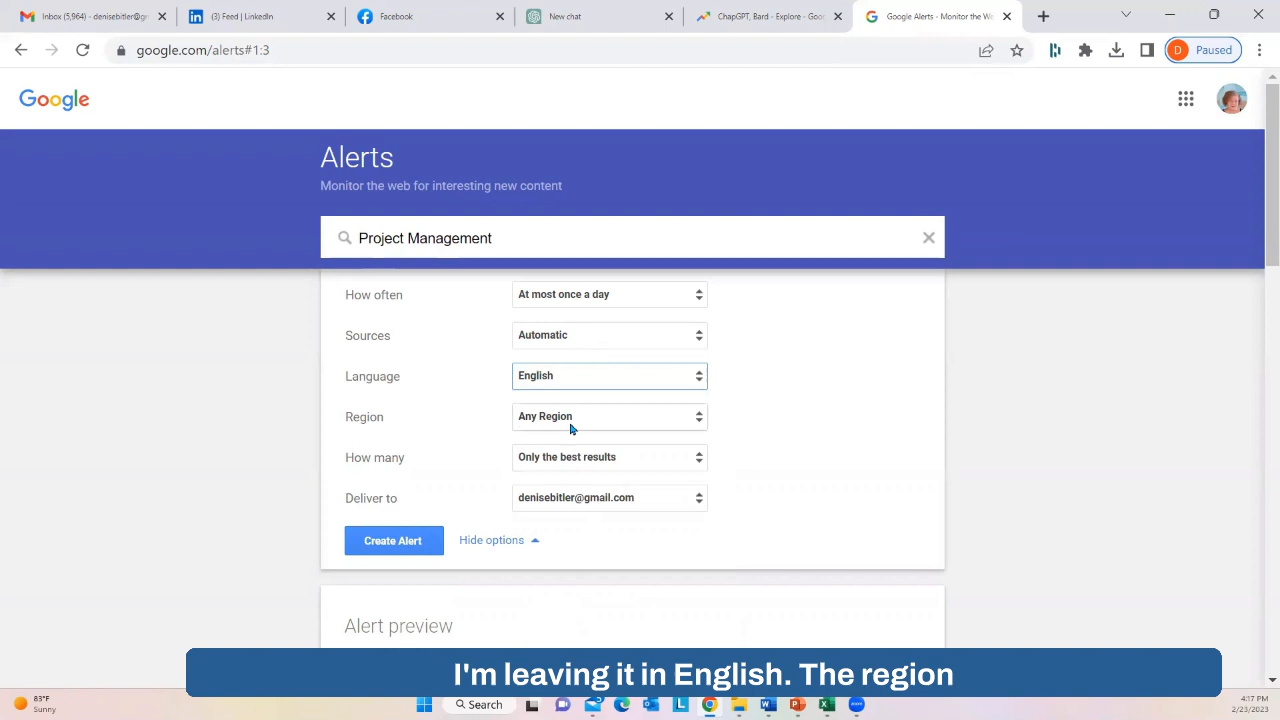 Inbox (5,964) - denisebitler@gr
(3) Feed | LinkedIn
Facebook
New chat
ChapGPT, Bard - Explore - Goo
Google Alerts - Monitor the We
google.com/alerts#1:3
D Paused
Google
Alerts
Monitor the web for interesting new content
Project Management
How often At most once a day
Sources Automatic
Language English
Region Any Region
How many Only the best results
Deliver to denisebitler@gmail.com
Create Alert Hide options
Alert preview
I'm leaving it in English. The region
83°F
Sunny
Search
4:17 PM
2/23/2023